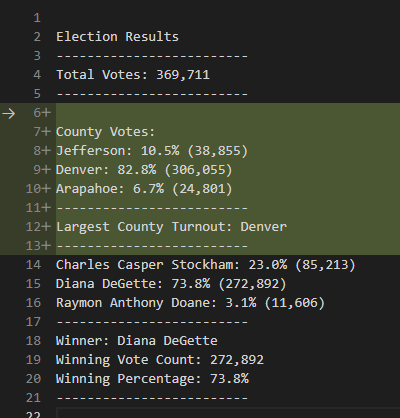 1
2 Election Results
3 -------------------------
4 Total Votes: 369,711
5 -------------------------
→ 6+
7+ County Votes:
8+ Jefferson: 10.5% (38,855)
9+ Denver: 82.8% (306,055)
10+ Arapahoe: 6.7% (24,801)
11+ -------------------------
12+ Largest County Turnout: Denver
13+ -------------------------
14 Charles Casper Stockham: 23.0% (85,213)
15 Diana DeGette: 73.8% (272,892)
16 Raymon Anthony Doane: 3.1% (11,606)
17 -------------------------
18 Winner: Diana DeGette
19 Winning Vote Count: 272,892
20 Winning Percentage: 73.8%
21 -------------------------
22